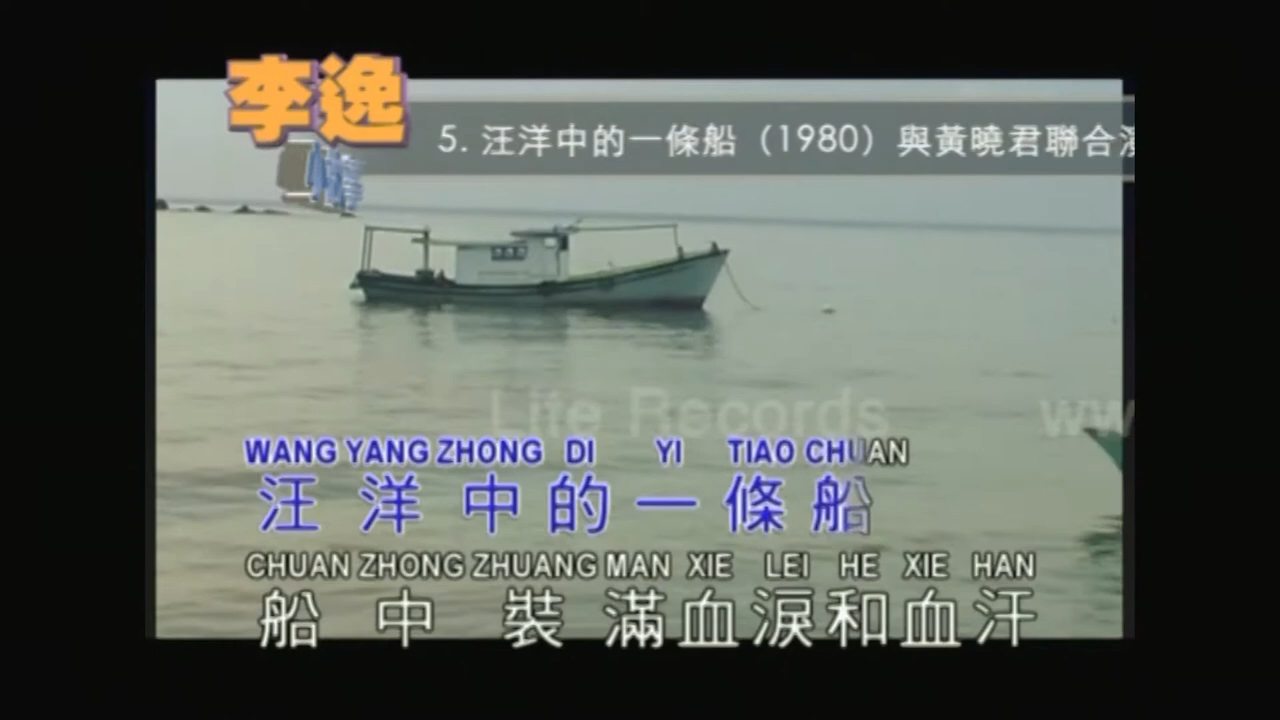 李逸
5. 汪洋中的一條船（1980）與黃曉君聯合
Life Records
WANG YANG ZHONG DI YI TIAO CHUAN
汪洋中的一條船
CHUAN ZHONG ZHUANG MAN XIE LEI HE XIE HAN
船中裝滿血淚和血汗